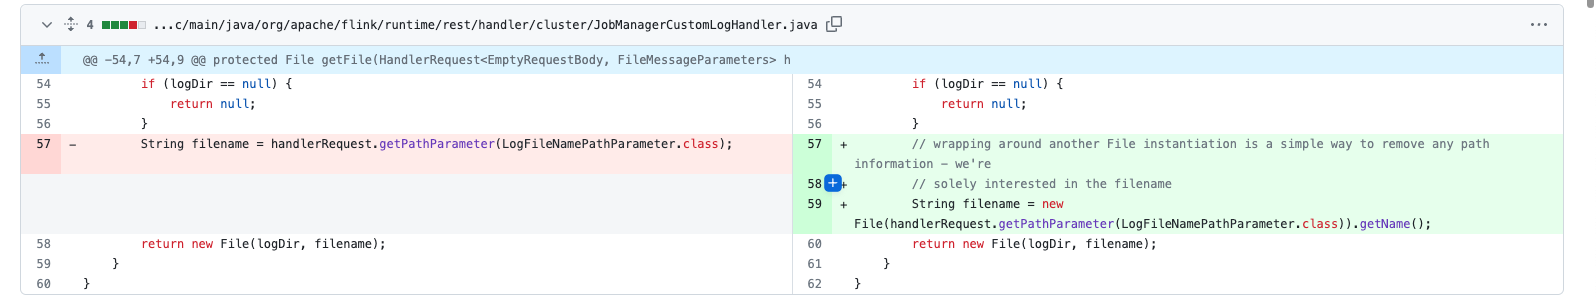 4 ...c/main/java/org/apache/flink/runtime/rest/handler/cluster/JobManagerCustomLogHandler.java
@@ -54,7 +54,9 @@ protected File getFile(HandlerRequest<EmptyRequestBody, FileMessageParameters> h
54 if (logDir == null) {
55 return null;
56 }
57 - String filename = handlerRequest.getPathParameter(LogFileNamePathParameter.class);
58 return new File(logDir, filename);
59 }
60 }
54 if (logDir == null) {
55 return null;
56 }
57 + // wrapping around another File instantiation is a simple way to remove any path
information - we're
58 + // solely interested in the filename
59 + String filename = new
File(handlerRequest.getPathParameter(LogFileNamePathParameter.class)).getName();
60 return new File(logDir, filename);
61 }
62 }